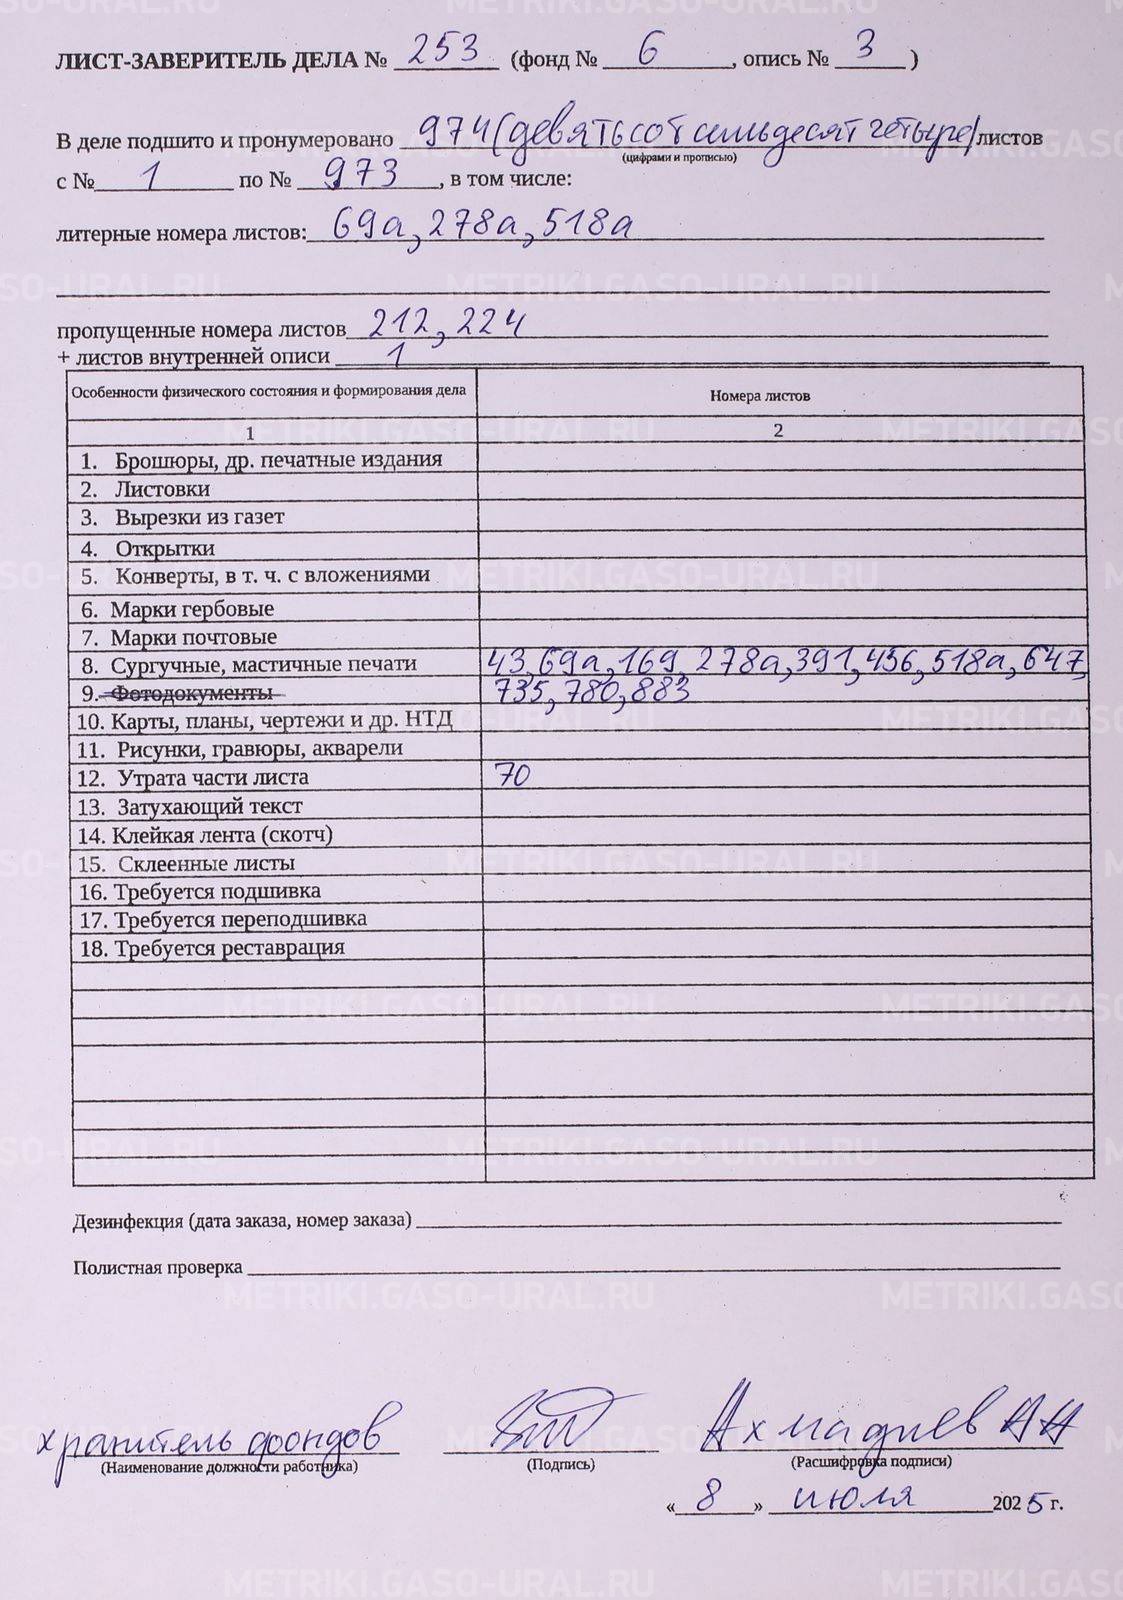 ЛИСТ-ЗАВЕРИТЕЛЬ ДЕЛА № 253 (фонд № 6, опись № 3)
В деле подшито и пронумеровано 974 (девятьсот семьдесят четыре) листов
(цифрами и прописью)
с № 1 по № 973, в том числе:
литерные номера листов: 69а, 278а, 518а
пропущенные номера листов 212, 224
+ листов внутренней описи 1
Особенности физического состояния и формирования дела Номера листов
1 2
1. Брошюры, др. печатные издания
2. Листовки
3. Вырезки из газет
4. Открытки
5. Конверты, в т. ч. с вложениями
6. Марки гербовые
7. Марки почтовые
8. Сургучные, мастичные печати 43, 69а, 169, 278а, 391, 456, 518а, 647,
9. Фотодокументы 735, 780, 883
10. Карты, планы, чертежи и др. НТД
11. Рисунки, гравюры, акварели
12. Утрата части листа 70
13. Затухающий текст
14. Клейкая лента (скотч)
15. Склеенные листы
16. Требуется подшивка
17. Требуется переподшивка
18. Требуется реставрация
Дезинфекция (дата заказа, номер заказа)
Полистная проверка
хранитель фондов Ахмадиев АА
(Наименование должности работника) (Подпись) (Расшифровка подписи)
« 8 » июля 2025 г.
METRIKI.GASO-URAL.RU